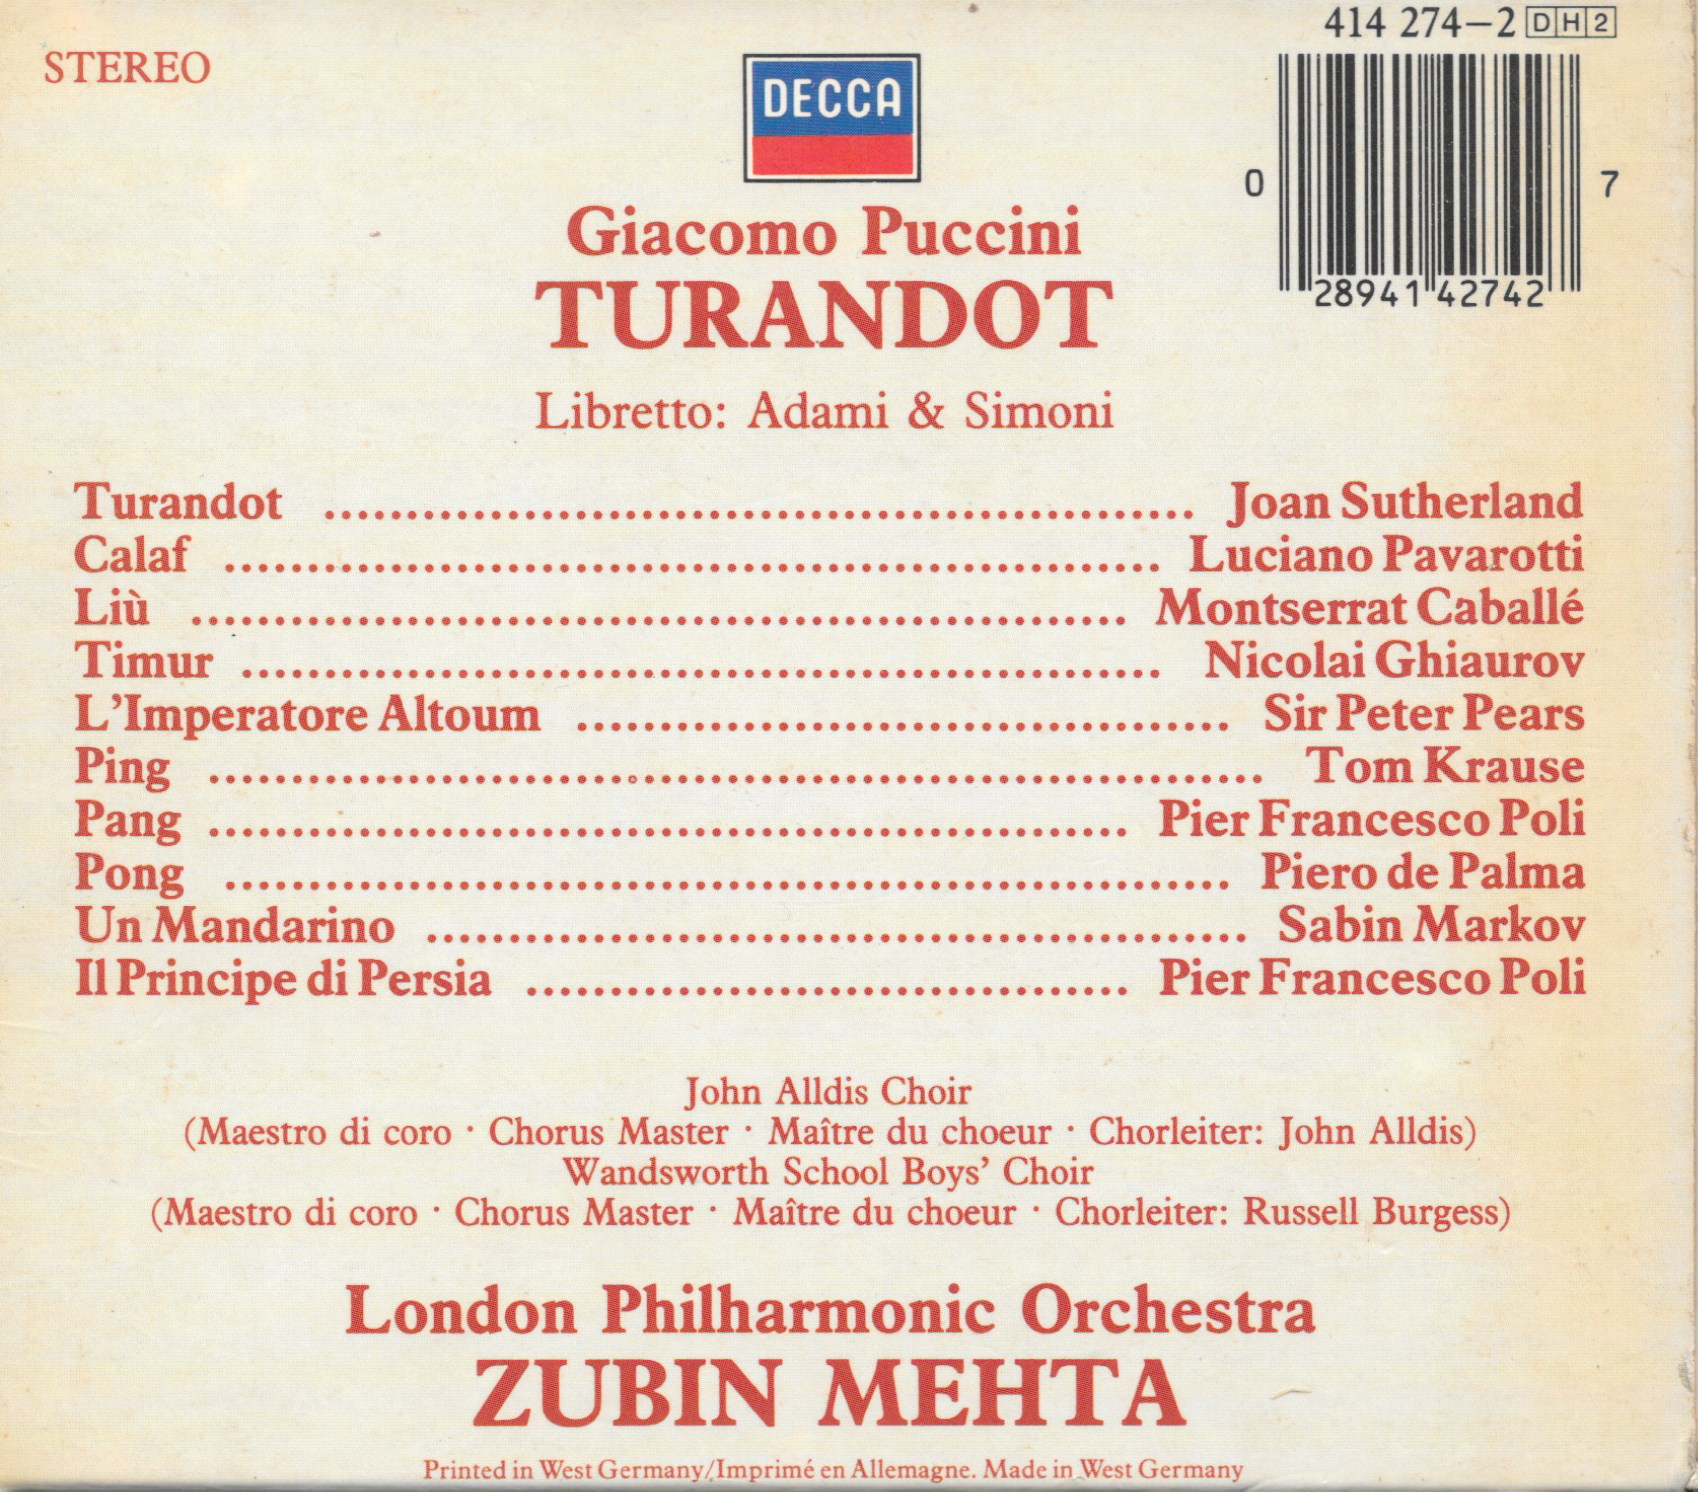 414 274-2 DH2
STEREO
DECCA
0 28941 42742 7
Giacomo Puccini
TURANDOT
Libretto: Adami & Simoni
Turandot ........ Joan Sutherland
Calaf ........ Luciano Pavarotti
Liù ........ Montserrat Caballé
Timur ........ Nicolai Ghiaurov
L'Imperatore Altoum ........ Sir Peter Pears
Ping ........ Tom Krause
Pang ........ Pier Francesco Poli
Pong ........ Piero de Palma
Un Mandarino ........ Sabin Markov
Il Principe di Persia ........ Pier Francesco Poli
John Alldis Choir
(Maestro di coro · Chorus Master · Maître du choeur · Chorleiter: John Alldis)
Wandsworth School Boys' Choir
(Maestro di coro · Chorus Master · Maître du choeur · Chorleiter: Russell Burgess)
London Philharmonic Orchestra
ZUBIN MEHTA
Printed in West Germany/Imprimé en Allemagne. Made in West Germany